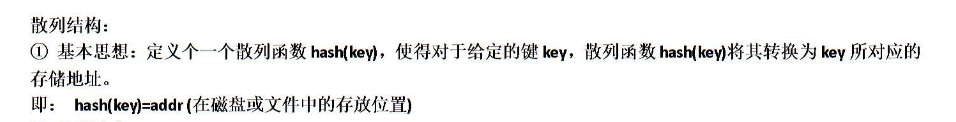 散列结构：
① 基本思想：定义个一个散列函数 hash(key)，使得对于给定的键 key，散列函数 hash(key)将其转换为 key 所对应的
存储地址。
即： hash(key)=addr (在磁盘或文件中的存放位置)